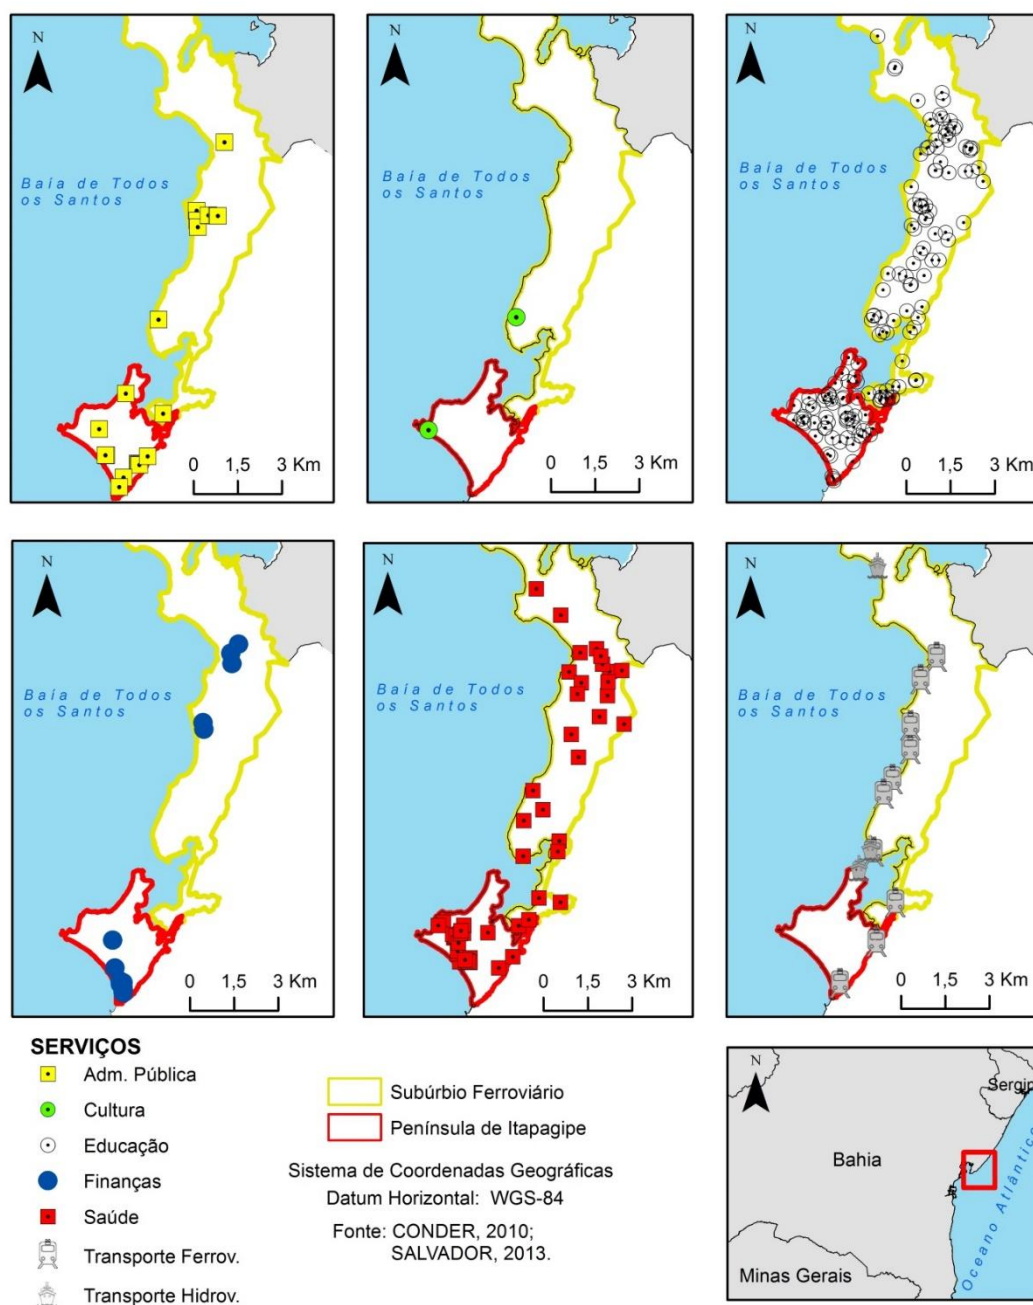 N
Baía de Todos
os Santos
0 1,5 3 Km
N
Baía de Todos
os Santos
0 1,5 3 Km
N
Baía de Todos
os Santos
0 1,5 3 Km
N
Baía de Todos
os Santos
0 1,5 3 Km
N
Baía de Todos
os Santos
0 1,5 3 Km
N
Baía de Todos
os Santos
0 1,5 3 Km
SERVIÇOS
Adm. Pública
Cultura
Educação
Finanças
Saúde
Transporte Ferrov.
Transporte Hidrov.
Subúrbio Ferroviário
Península de Itapagipe
Sistema de Coordenadas Geográficas
Datum Horizontal: WGS-84
Fonte: CONDER, 2010;
SALVADOR, 2013.
N
Sergip
Bahia
Oceano Atlântico
Minas Gerais